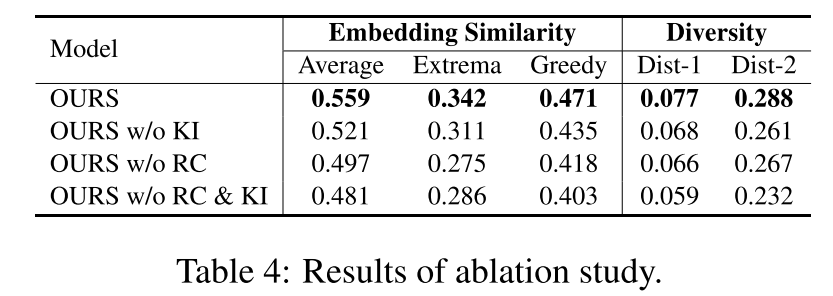 Model Embedding Similarity Diversity
Average Extrema Greedy Dist-1 Dist-2
OURS 0.559 0.342 0.471 0.077 0.288
OURS w/o KI 0.521 0.311 0.435 0.068 0.261
OURS w/o RC 0.497 0.275 0.418 0.066 0.267
OURS w/o RC & KI 0.481 0.286 0.403 0.059 0.232
Table 4: Results of ablation study.